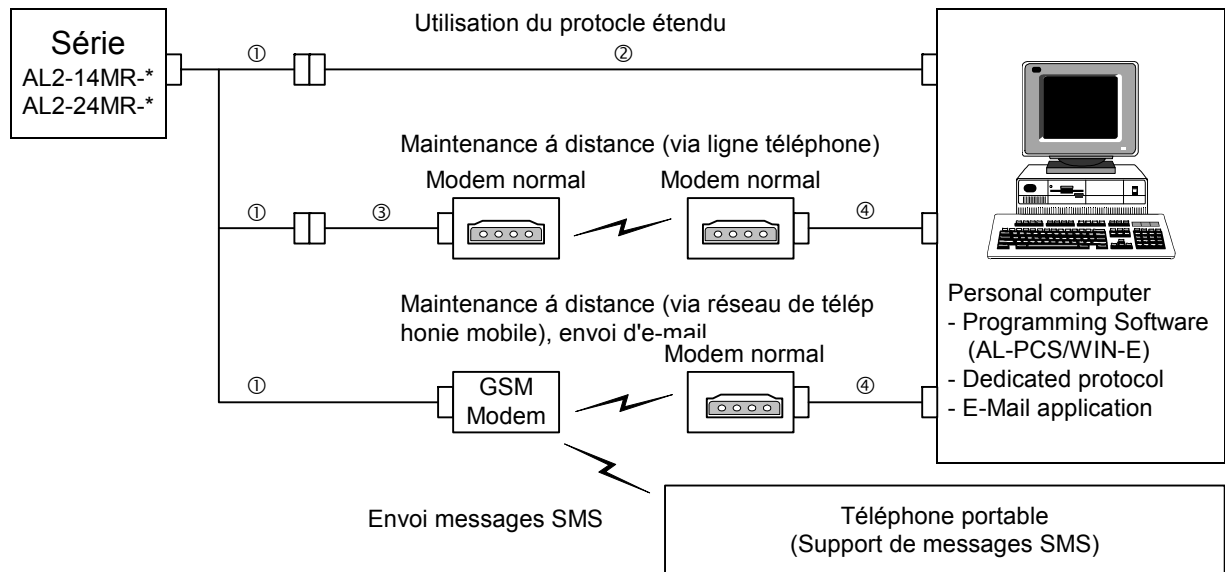 Série
AL2-14MR-*
AL2-24MR-*
Utilisation du protocle étendu
①
②
Maintenance á distance (via ligne téléphone)
Modem normal
Modem normal
①
③
④
Maintenance á distance (via réseau de télép
honie mobile), envoi d'e-mail
Modem normal
①
GSM
Modem
④
Personal computer
- Programming Software
(AL-PCS/WIN-E)
- Dedicated protocol
- E-Mail application
Envoi messages SMS
Téléphone portable
(Support de messages SMS)